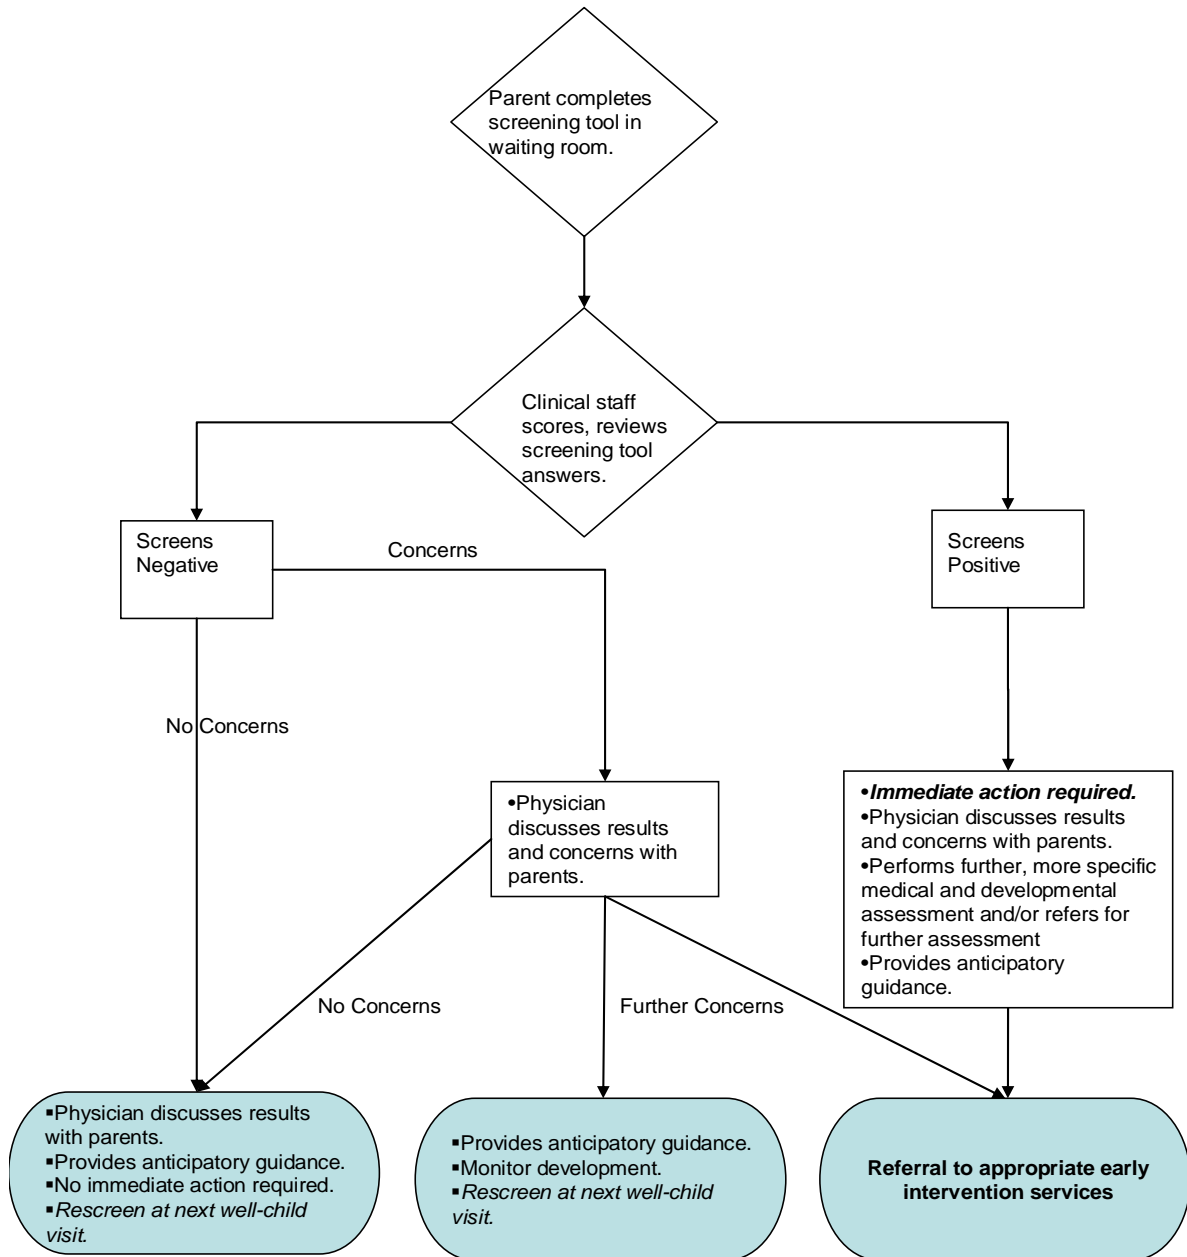 Parent completes
screening tool in
waiting room.
Clinical staff
scores, reviews
screening tool
answers.
Screens
Negative
Concerns
Screens
Positive
No Concerns
•Physician
discusses results
and concerns with
parents.
•Immediate action required.
•Physician discusses results
and concerns with parents.
•Performs further, more specific
medical and developmental
assessment and/or refers for
further assessment
•Provides anticipatory
guidance.
No Concerns
Further Concerns
▪Physician discusses results
with parents.
▪Provides anticipatory guidance.
▪No immediate action required.
▪Rescreen at next well-child
visit.
▪Provides anticipatory guidance.
▪Monitor development.
▪Rescreen at next well-child
visit.
Referral to appropriate early
intervention services